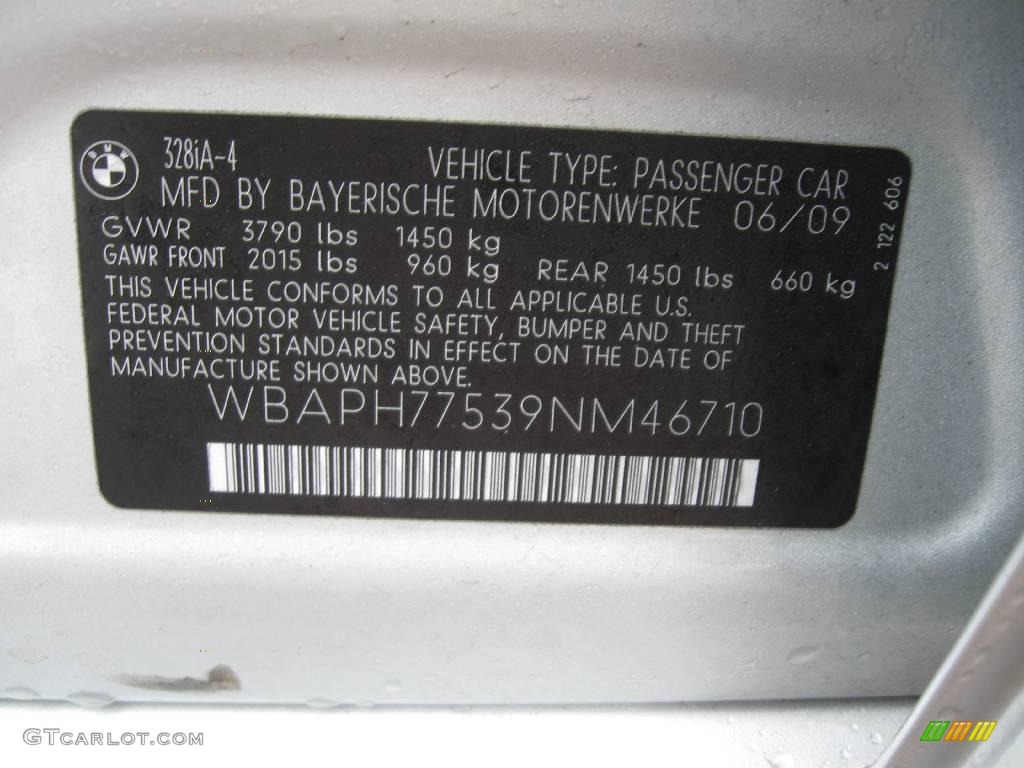 BMW
328iA-4
VEHICLE TYPE: PASSENGER CAR
MFD BY BAYERISCHE MOTORENWERKE 06/09
GVWR 3790 lbs 1450 kg
GAWR FRONT 2015 lbs 960 kg REAR 1450 lbs 660 kg
THIS VEHICLE CONFORMS TO ALL APPLICABLE U.S.
FEDERAL MOTOR VEHICLE SAFETY, BUMPER AND THEFT
PREVENTION STANDARDS IN EFFECT ON THE DATE OF
MANUFACTURE SHOWN ABOVE.
WBAPH77539NM46710
2 122 606
GTCARLOT.COM